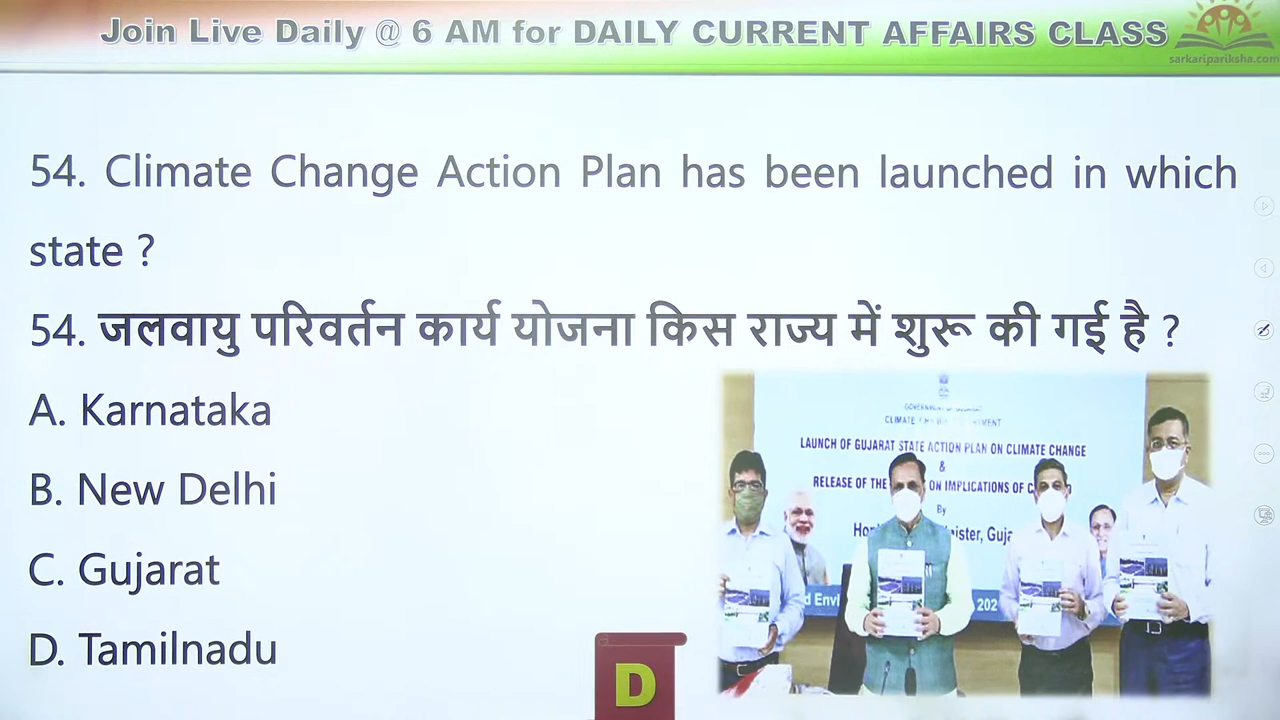 Join Live Daily @ 6 AM for DAILY CURRENT AFFAIRS CLASS
sarkaripariksha.com
54. Climate Change Action Plan has been launched in which
state ?
54. जलवायु परिवर्तन कार्य योजना किस राज्य में शुरू की गई है ?
A. Karnataka
B. New Delhi
C. Gujarat
D. Tamilnadu
CLIMATE
LAUNCH OF GUJARAT STATE ACTION PLAN ON CLIMATE CHANGE
&
RELEASE OF THE ON IMPLICATIONS OF
By
D